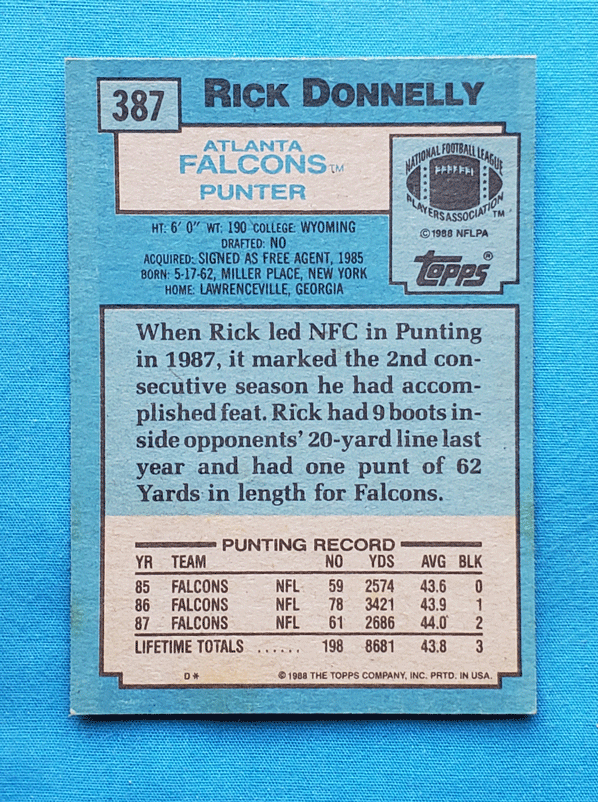 387 RICK DONNELLY
ATLANTA
FALCONS™
PUNTER
NATIONAL FOOTBALL LEAGUE
PLAYERS ASSOCIATION™
© 1988 NFLPA
TOPPS®
HT: 6' 0" WT: 190 COLLEGE: WYOMING
DRAFTED: NO
ACQUIRED: SIGNED AS FREE AGENT, 1985
BORN: 5-17-62, MILLER PLACE, NEW YORK
HOME: LAWRENCEVILLE, GEORGIA
When Rick led NFC in Punting
in 1987, it marked the 2nd con-
secutive season he had accom-
plished feat. Rick had 9 boots in-
side opponents' 20-yard line last
year and had one punt of 62
Yards in length for Falcons.
PUNTING RECORD
YR TEAM NO YDS AVG BLK
85 FALCONS NFL 59 2574 43.6 0
86 FALCONS NFL 78 3421 43.9 1
87 FALCONS NFL 61 2686 44.0 2
LIFETIME TOTALS ...... 198 8681 43.8 3
D* © 1988 THE TOPPS COMPANY, INC. PRTD. IN USA.